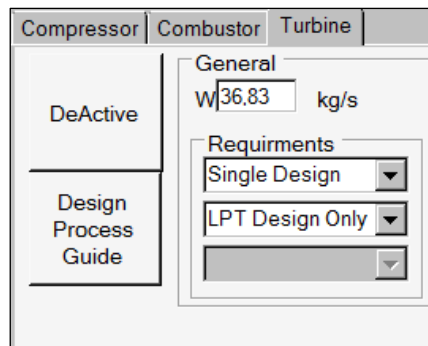 Compressor Combustor Turbine
DeActive
Design
Process
Guide
General
W 36.83 kg/s
Requirments
Single Design
LPT Design Only